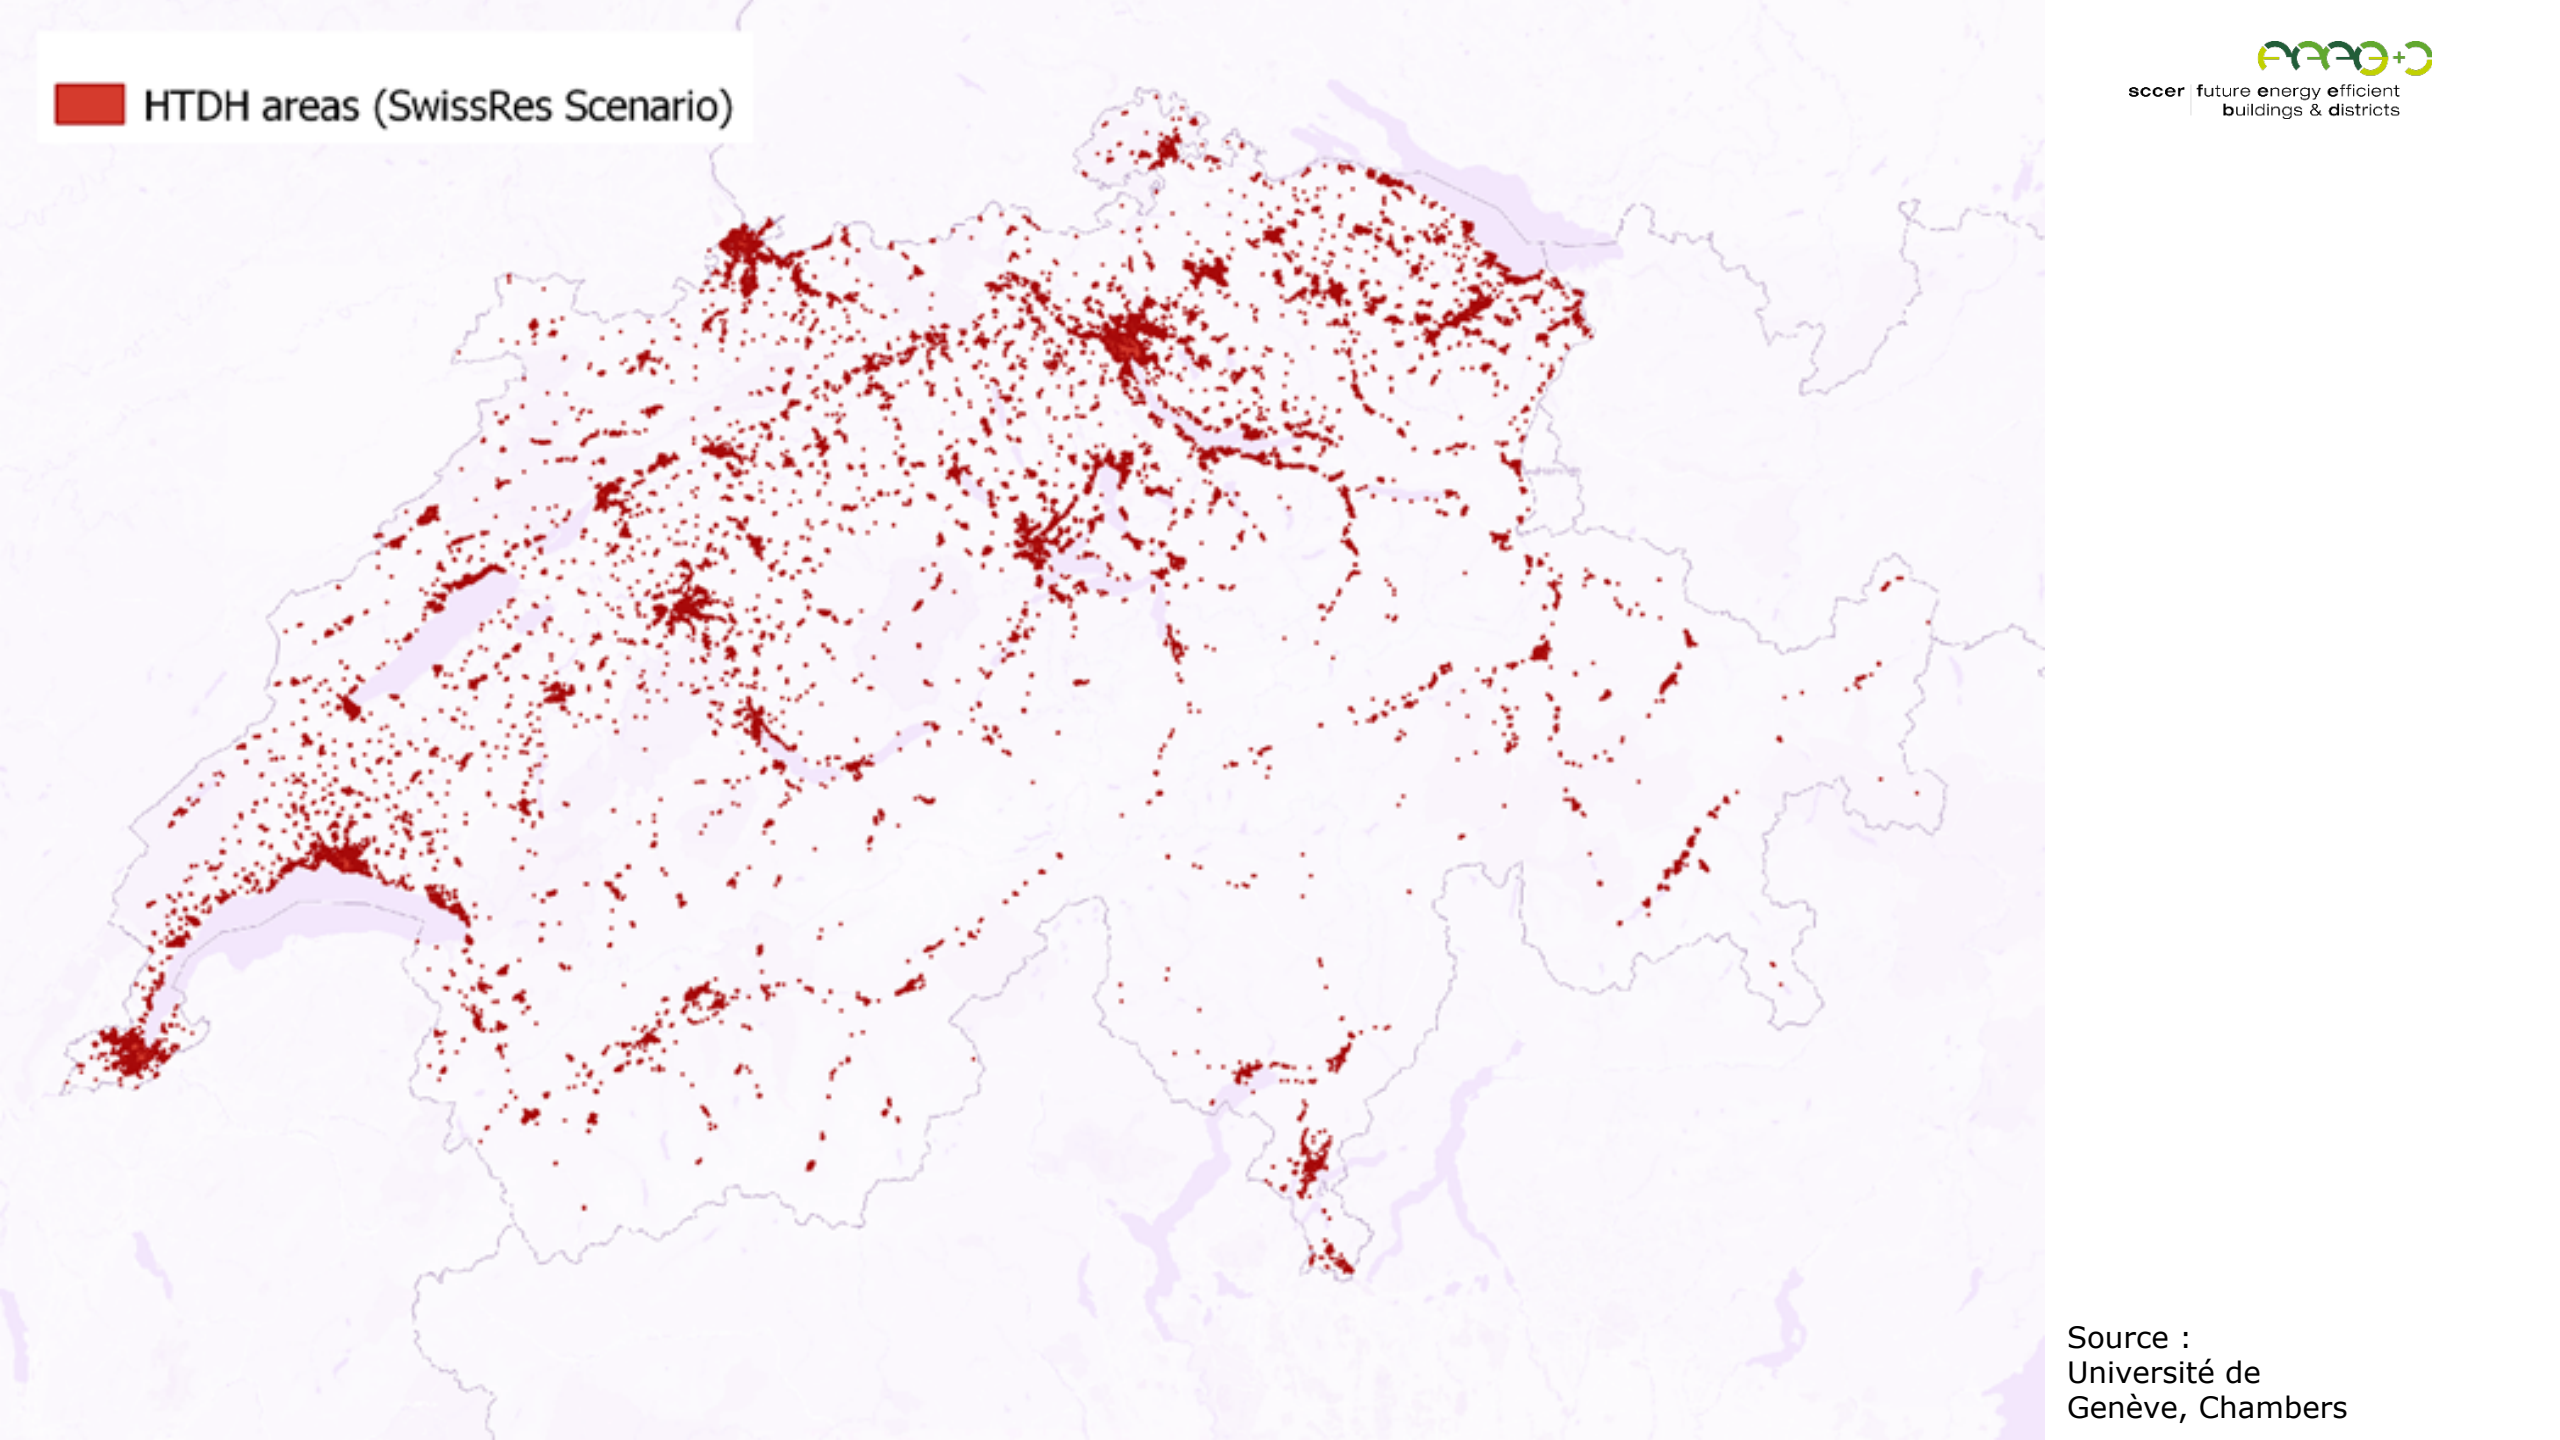 HTDH areas (SwissRes Scenario)
sccer future energy efficient
buildings & districts
Source :
Université de
Genève, Chambers